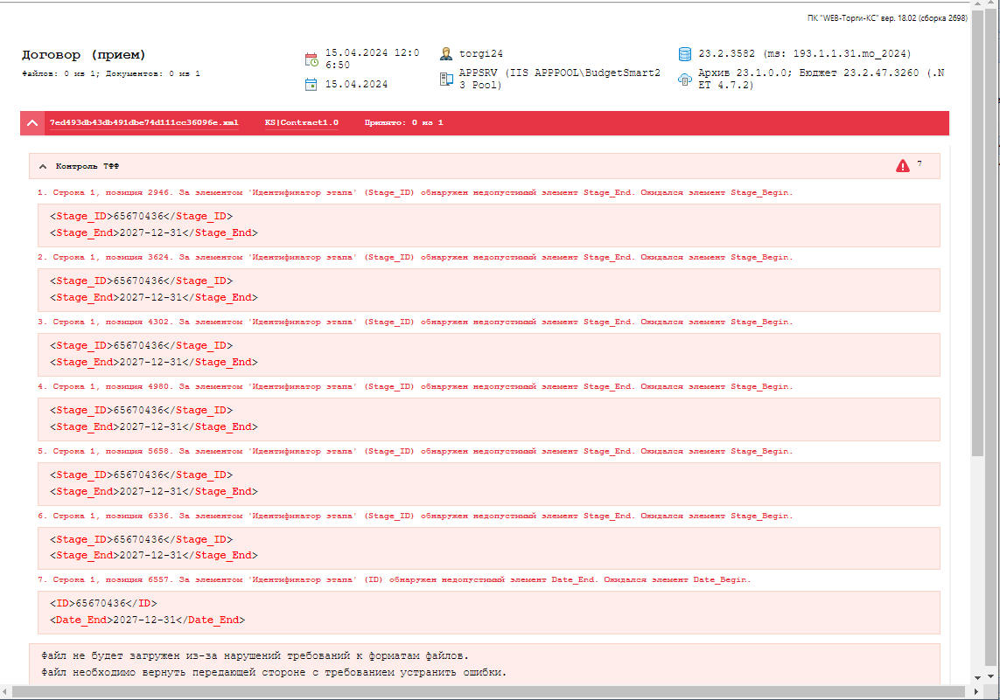 ПК "WEB-Торги-КС" вер. 18.02 (сборка 2698)
Договор (прием)
Файлов: 0 из 1; Документов: 0 из 1
15.04.2024 12:0
6:50
15.04.2024
torgi24
APPSRV (IIS APPPOOL\BudgetSmart2
3 Pool)
23.2.3582 (ms: 193.1.1.31.mo_2024)
Архив 23.1.0.0; Бюджет 23.2.47.3260 (.N
ET 4.7.2)
7ed493db43db491dbe74d111cc36096e.xml KS|Contract1.0 Принято: 0 из 1
Контроль ТФФ 7
1. Строка 1, позиция 2946. За элементом 'Идентификатор этапа' (Stage_ID) обнаружен недопустимый элемент Stage_End. Ожидался элемент Stage_Begin.
<Stage_ID>65670436</Stage_ID>
<Stage_End>2027-12-31</Stage_End>
2. Строка 1, позиция 3624. За элементом 'Идентификатор этапа' (Stage_ID) обнаружен недопустимый элемент Stage_End. Ожидался элемент Stage_Begin.
<Stage_ID>65670436</Stage_ID>
<Stage_End>2027-12-31</Stage_End>
3. Строка 1, позиция 4302. За элементом 'Идентификатор этапа' (Stage_ID) обнаружен недопустимый элемент Stage_End. Ожидался элемент Stage_Begin.
<Stage_ID>65670436</Stage_ID>
<Stage_End>2027-12-31</Stage_End>
4. Строка 1, позиция 4980. За элементом 'Идентификатор этапа' (Stage_ID) обнаружен недопустимый элемент Stage_End. Ожидался элемент Stage_Begin.
<Stage_ID>65670436</Stage_ID>
<Stage_End>2027-12-31</Stage_End>
5. Строка 1, позиция 5658. За элементом 'Идентификатор этапа' (Stage_ID) обнаружен недопустимый элемент Stage_End. Ожидался элемент Stage_Begin.
<Stage_ID>65670436</Stage_ID>
<Stage_End>2027-12-31</Stage_End>
6. Строка 1, позиция 6336. За элементом 'Идентификатор этапа' (Stage_ID) обнаружен недопустимый элемент Stage_End. Ожидался элемент Stage_Begin.
<Stage_ID>65670436</Stage_ID>
<Stage_End>2027-12-31</Stage_End>
7. Строка 1, позиция 6557. За элементом 'Идентификатор этапа' (ID) обнаружен недопустимый элемент Date_End. Ожидался элемент Date_Begin.
<ID>65670436</ID>
<Date_End>2027-12-31</Date_End>
Файл не будет загружен из-за нарушений требований к форматам файлов.
Файл необходимо вернуть передающей стороне с требованием устранить ошибки.